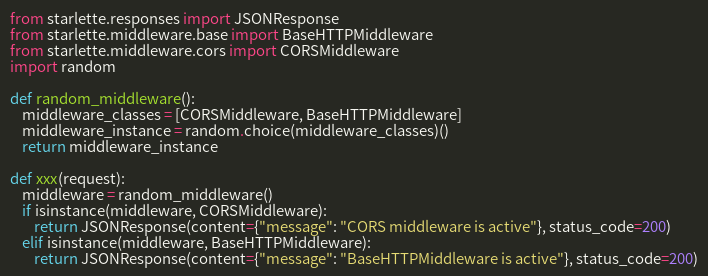 from starlette.responses import JSONResponse
from starlette.middleware.base import BaseHTTPMiddleware
from starlette.middleware.cors import CORSMiddleware
import random

def random_middleware():
    middleware_classes = [CORSMiddleware, BaseHTTPMiddleware]
    middleware_instance = random.choice(middleware_classes)()
    return middleware_instance

def xxx(request):
    middleware = random_middleware()
    if isinstance(middleware, CORSMiddleware):
        return JSONResponse(content={"message": "CORS middleware is active"}, status_code=200)
    elif isinstance(middleware, BaseHTTPMiddleware):
        return JSONResponse(content={"message": "BaseHTTPMiddleware is active"}, status_code=200)